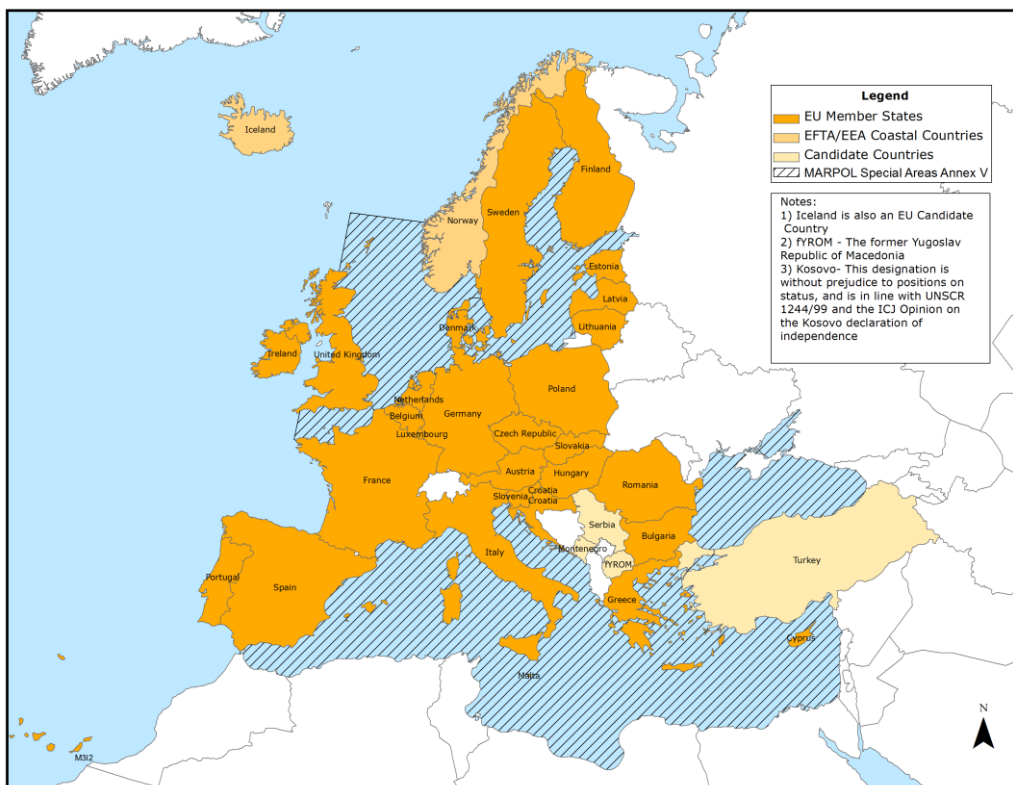 Legend
EU Member States
EFTA/EEA Coastal Countries
Candidate Countries
MARPOL Special Areas Annex V
Notes:
1) Iceland is also an EU Candidate
Country
2) fYROM - The former Yugoslav
Republic of Macedonia
3) Kosovo- This designation is
without prejudice to positions on
status, and is in line with UNSCR
1244/99 and the ICJ Opinion on
the Kosovo declaration of
independence
Iceland
Finland
Norway
Sweden
Estonia
Latvia
Denmark
Lithuania
Ireland
United Kingdom
Poland
Netherlands
Germany
Belgium
Czech Republic
Luxembourg
Slovakia
Austria
Hungary
France
Romania
Croatia
Slovenia
Croatia
Serbia
Bulgaria
Montenegro
Italy
Turkey
fYROM
Portugal
Spain
Greece
Cyprus
Malta
N
M3I2